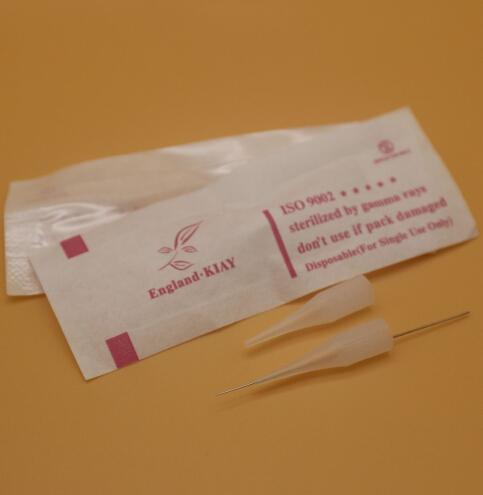 ISO 9002 ★ ★ ★ ★ ★
sterilized by gamma rays
don't use if pack damaged
Disposable(For Single Use Only)
England·KIAY